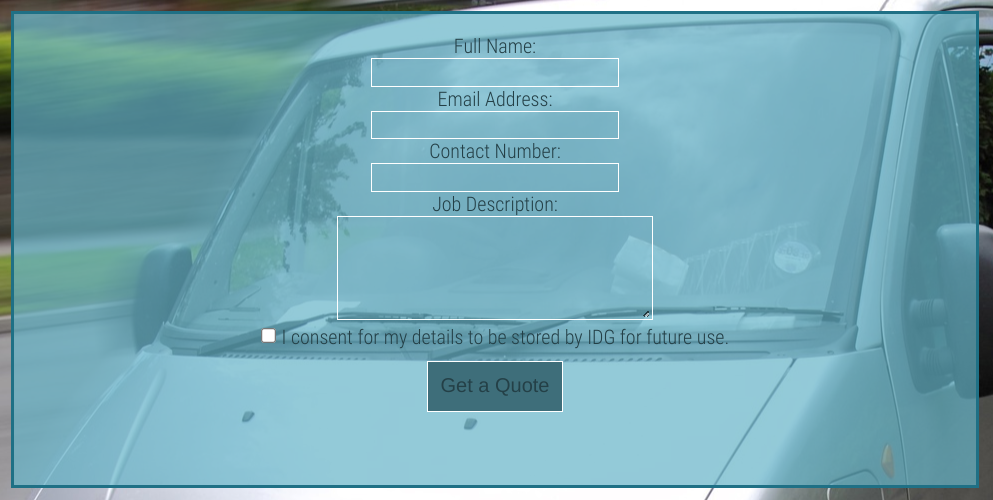 Full Name:
Email Address:
Contact Number:
Job Description:
I consent for my details to be stored by IDG for future use.
Get a Quote